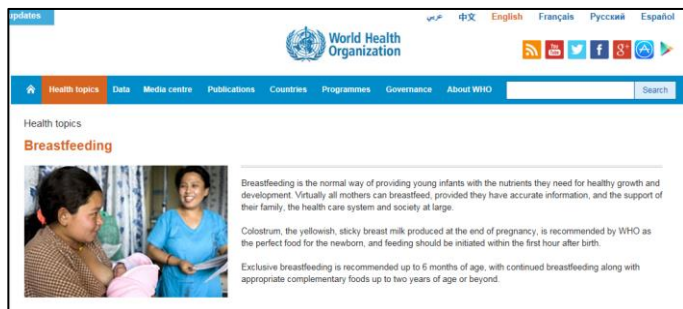 updates
عربي 中文 English Français Русский Español
World Health
Organization
Health topics Data Media centre Publications Countries Programmes Governance About WHO Search
Health topics
Breastfeeding
Breastfeeding is the normal way of providing young infants with the nutrients they need for healthy growth and
development. Virtually all mothers can breastfeed, provided they have accurate information, and the support of
their family, the health care system and society at large.
Colostrum, the yellowish, sticky breast milk produced at the end of pregnancy, is recommended by WHO as
the perfect food for the newborn, and feeding should be initiated within the first hour after birth.
Exclusive breastfeeding is recommended up to 6 months of age, with continued breastfeeding along with
appropriate complementary foods up to two years of age or beyond.